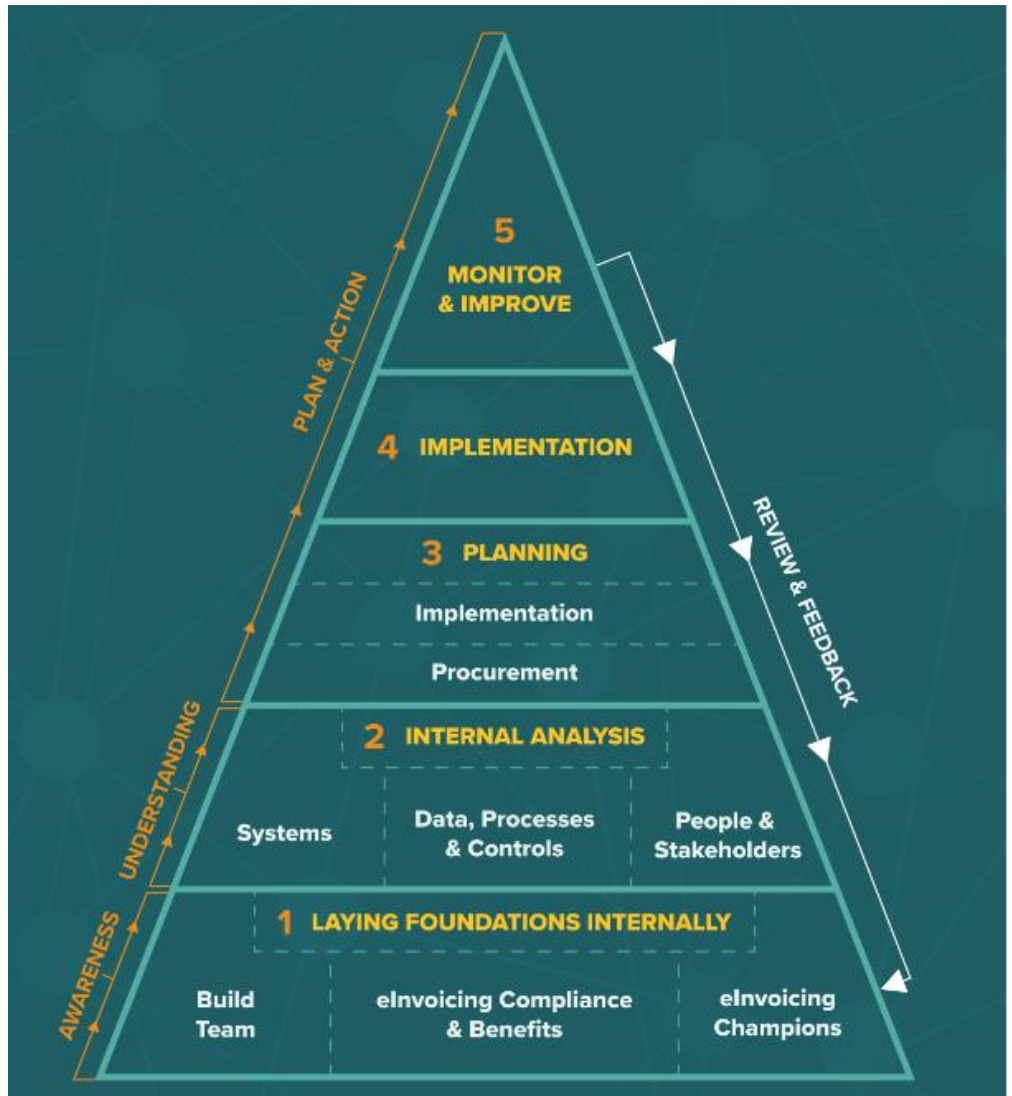 5
MONITOR
& IMPROVE
PLAN & ACTION
4 IMPLEMENTATION
3 PLANNING
Implementation
Procurement
REVIEW & FEEDBACK
UNDERSTANDING
2 INTERNAL ANALYSIS
Systems
Data, Processes
& Controls
People &
Stakeholders
AWARENESS
1 LAYING FOUNDATIONS INTERNALLY
Build
Team
eInvoicing Compliance
& Benefits
eInvoicing
Champions